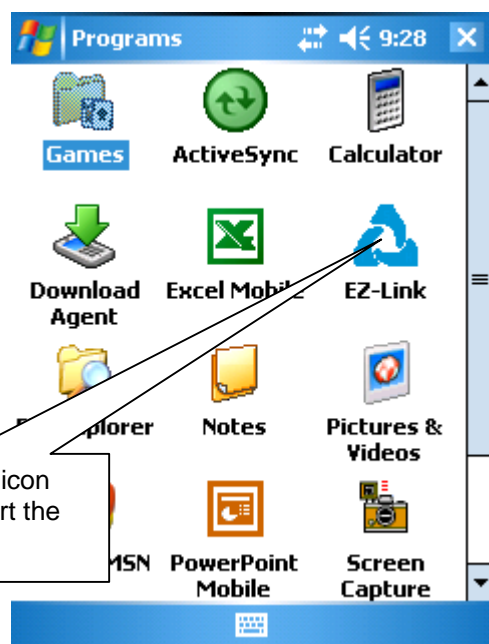 Programs 9:28
Games ActiveSync Calculator
Download Agent Excel Mobile EZ-Link
Notes Pictures & Videos
icon
rt the
MSN PowerPoint Mobile Screen Capture